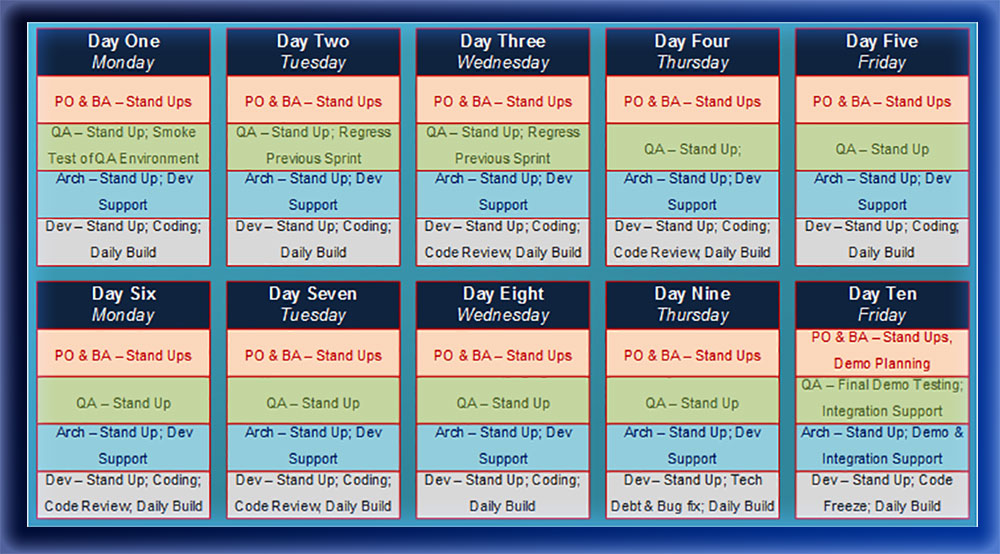 Day One
Monday
PO & BA – Stand Ups
QA – Stand Up; Smoke
Test of QA Environment
Arch – Stand Up; Dev
Support
Dev – Stand Up; Coding;
Daily Build
Day Two
Tuesday
PO & BA – Stand Ups
QA – Stand Up; Regress
Previous Sprint
Arch – Stand Up; Dev
Support
Dev – Stand Up; Coding;
Daily Build
Day Three
Wednesday
PO & BA – Stand Ups
QA – Stand Up; Regress
Previous Sprint
Arch – Stand Up; Dev
Support
Dev – Stand Up; Coding;
Code Review; Daily Build
Day Four
Thursday
PO & BA – Stand Ups
QA – Stand Up;
Arch – Stand Up; Dev
Support
Dev – Stand Up; Coding;
Code Review; Daily Build
Day Five
Friday
PO & BA – Stand Ups
QA – Stand Up
Arch – Stand Up; Dev
Support
Dev – Stand Up; Coding;
Daily Build
Day Six
Monday
PO & BA – Stand Ups
QA – Stand Up
Arch – Stand Up; Dev
Support
Dev – Stand Up; Coding;
Code Review; Daily Build
Day Seven
Tuesday
PO & BA – Stand Ups
QA – Stand Up
Arch – Stand Up; Dev
Support
Dev – Stand Up; Coding;
Code Review; Daily Build
Day Eight
Wednesday
PO & BA – Stand Ups
QA – Stand Up
Arch – Stand Up; Dev
Support
Dev – Stand Up; Coding;
Daily Build
Day Nine
Thursday
PO & BA – Stand Ups
QA – Stand Up
Arch – Stand Up; Dev
Support
Dev – Stand Up; Tech
Debt & Bug fix; Daily Build
Day Ten
Friday
PO & BA – Stand Ups,
Demo Planning
QA – Final Demo Testing;
Integration Support
Arch – Stand Up; Demo &
Integration Support
Dev – Stand Up; Code
Freeze; Daily Build